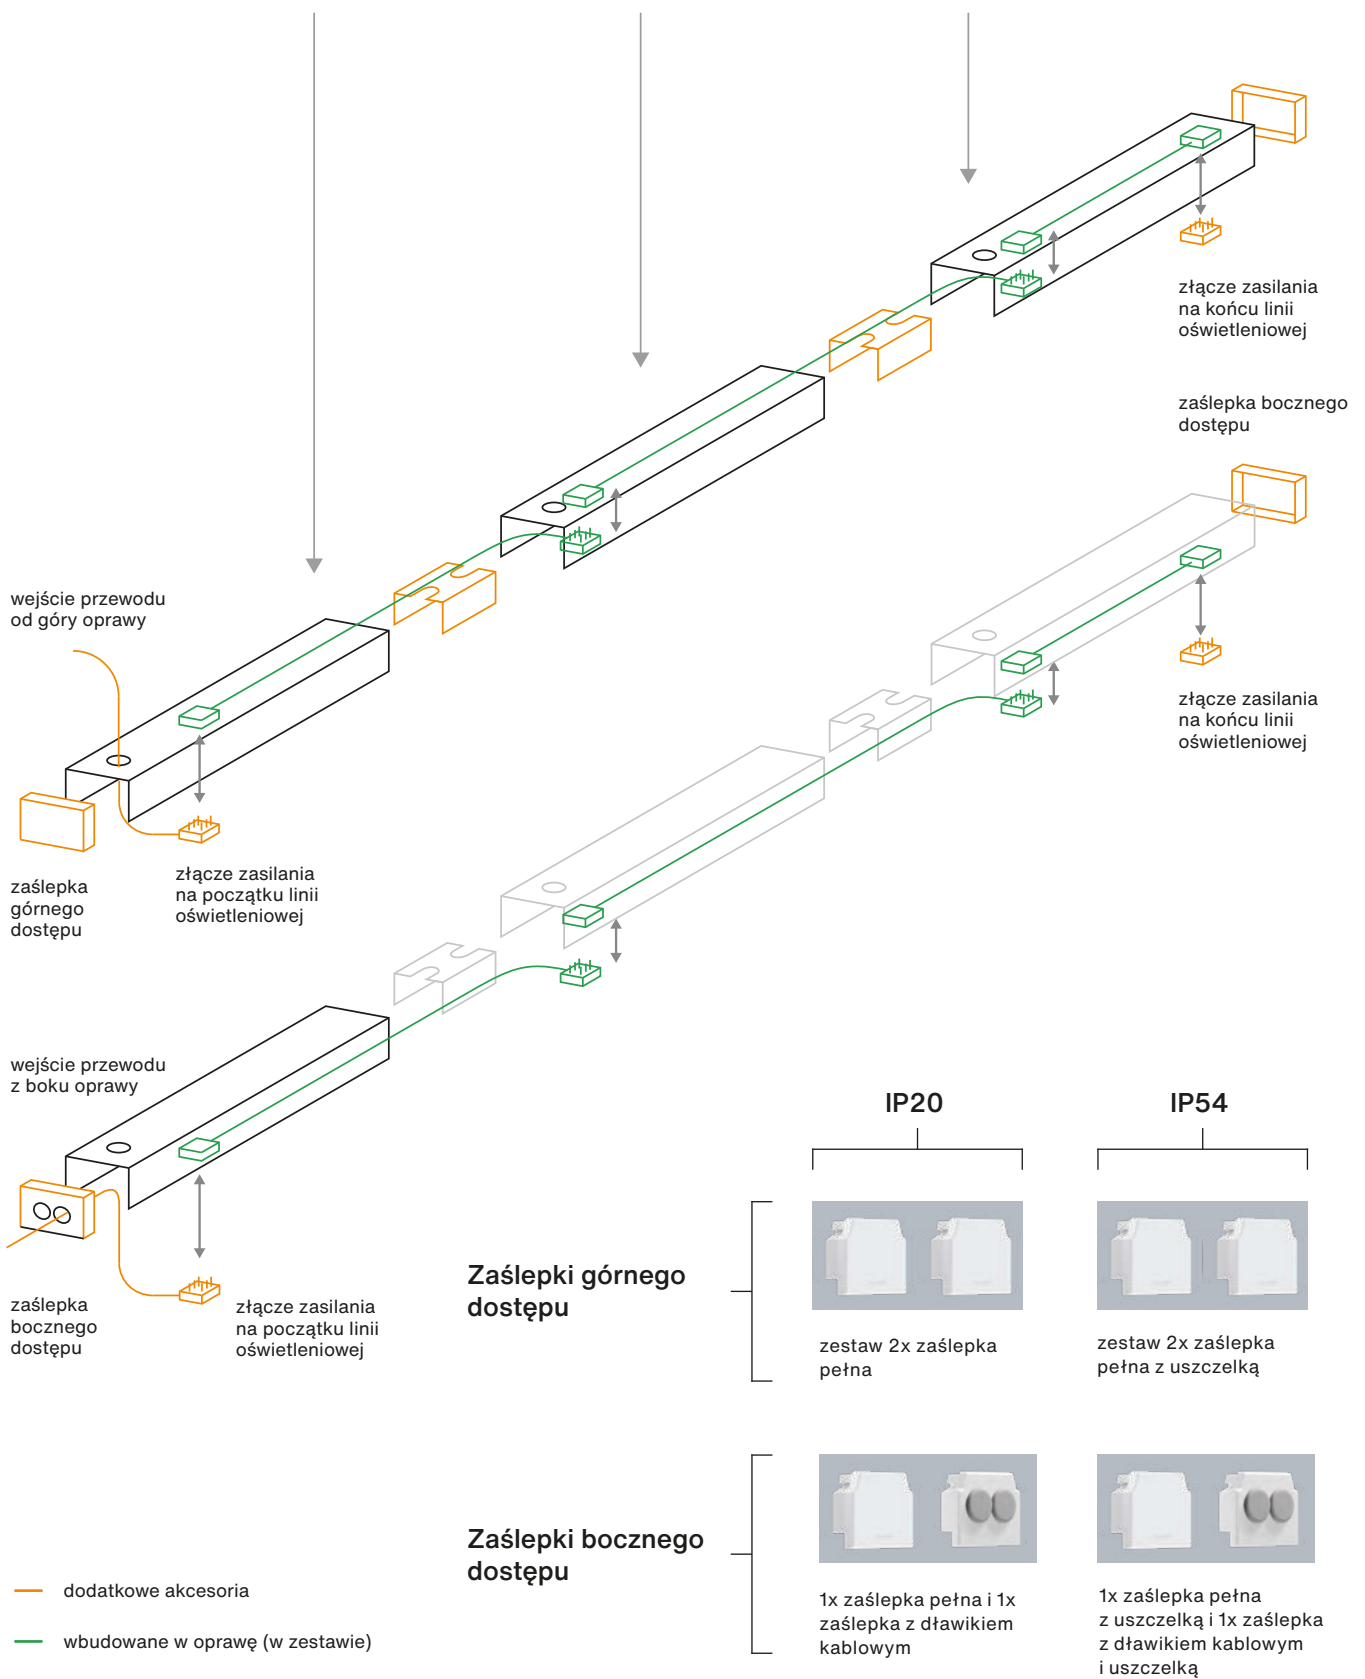 złącze zasilania
na końcu linii
oświetleniowej
zaślepka bocznego
dostępu
wejście przewodu
od góry oprawy
złącze zasilania
na końcu linii
oświetleniowej
zaślepka
górnego
dostępu
złącze zasilania
na początku linii
oświetleniowej
wejście przewodu
z boku oprawy
zaślepka
bocznego
dostępu
złącze zasilania
na początku linii
oświetleniowej
IP20
IP54
Zaślepki górnego
dostępu
zestaw 2x zaślepka
pełna
zestaw 2x zaślepka
pełna z uszczelką
Zaślepki bocznego
dostępu
1x zaślepka pełna i 1x
zaślepka z dławikiem
kablowym
1x zaślepka pełna
z uszczelką i 1x zaślepka
z dławikiem kablowym
i uszczelką
dodatkowe akcesoria
wbudowane w oprawę (w zestawie)